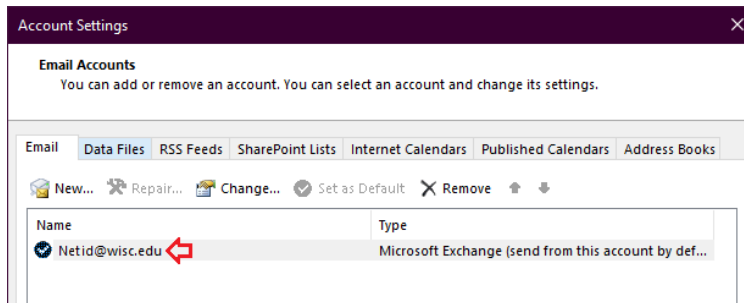 Account Settings
Email Accounts
You can add or remove an account. You can select an account and change its settings.
Email Data Files RSS Feeds SharePoint Lists Internet Calendars Published Calendars Address Books
New... Repair... Change... Set as Default Remove
Name Type
Netid@wisc.edu Microsoft Exchange (send from this account by def...